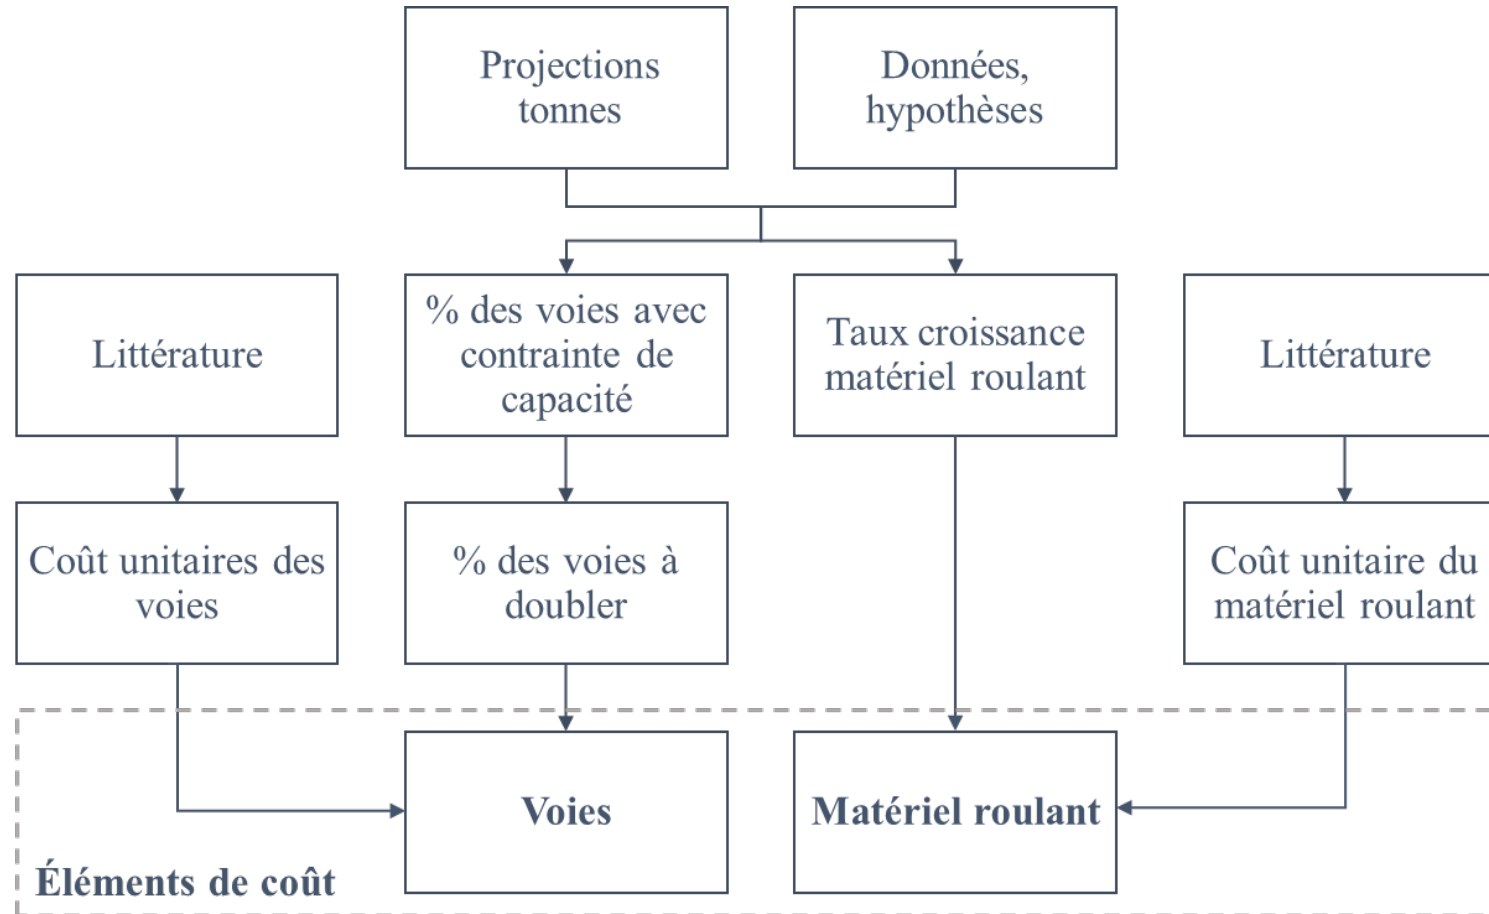 Projections
tonnes
Données,
hypothèses
Littérature
% des voies avec
contrainte de
capacité
Taux croissance
matériel roulant
Littérature
Coût unitaires des
voies
% des voies à
doubler
Coût unitaire du
matériel roulant
Voies
Matériel roulant
Éléments de coût